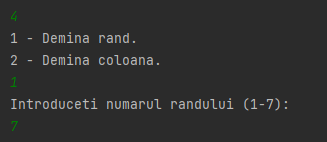 4
1 - Demina rand.
2 - Demina coloana.
1
Introduceti numarul randului (1-7):
7